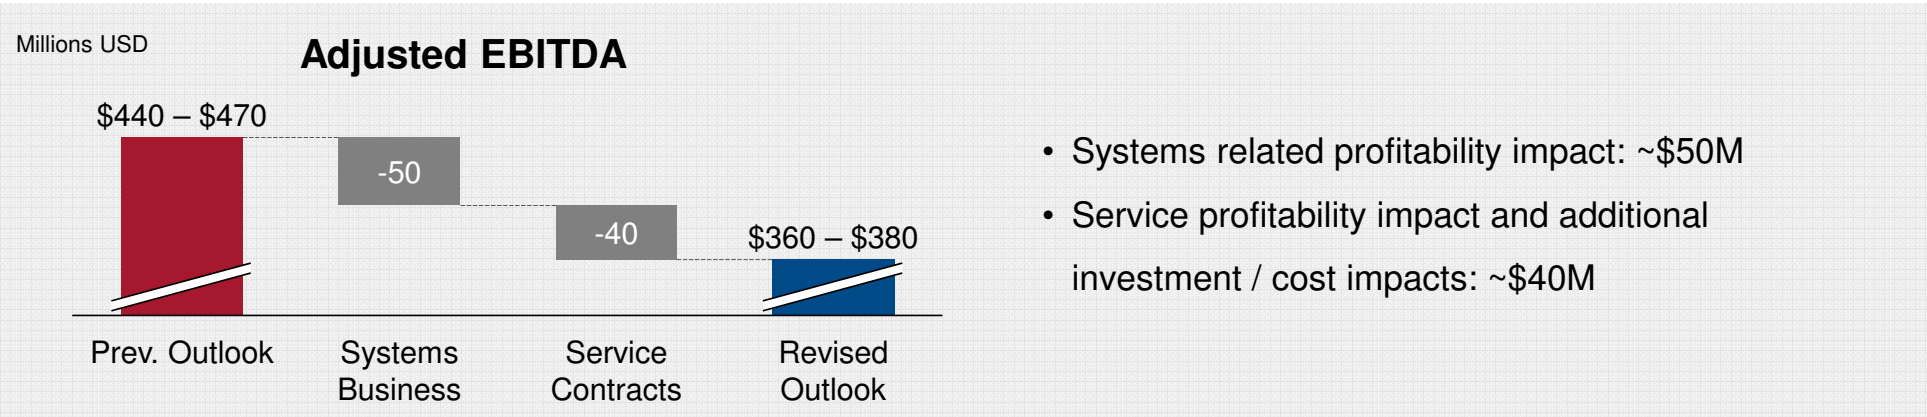 Millions USD
Adjusted EBITDA
$440 – $470
-50
-40
$360 – $380
Prev. Outlook
Systems
Business
Service
Contracts
Revised
Outlook
• Systems related profitability impact: ~$50M
• Service profitability impact and additional
investment / cost impacts: ~$40M